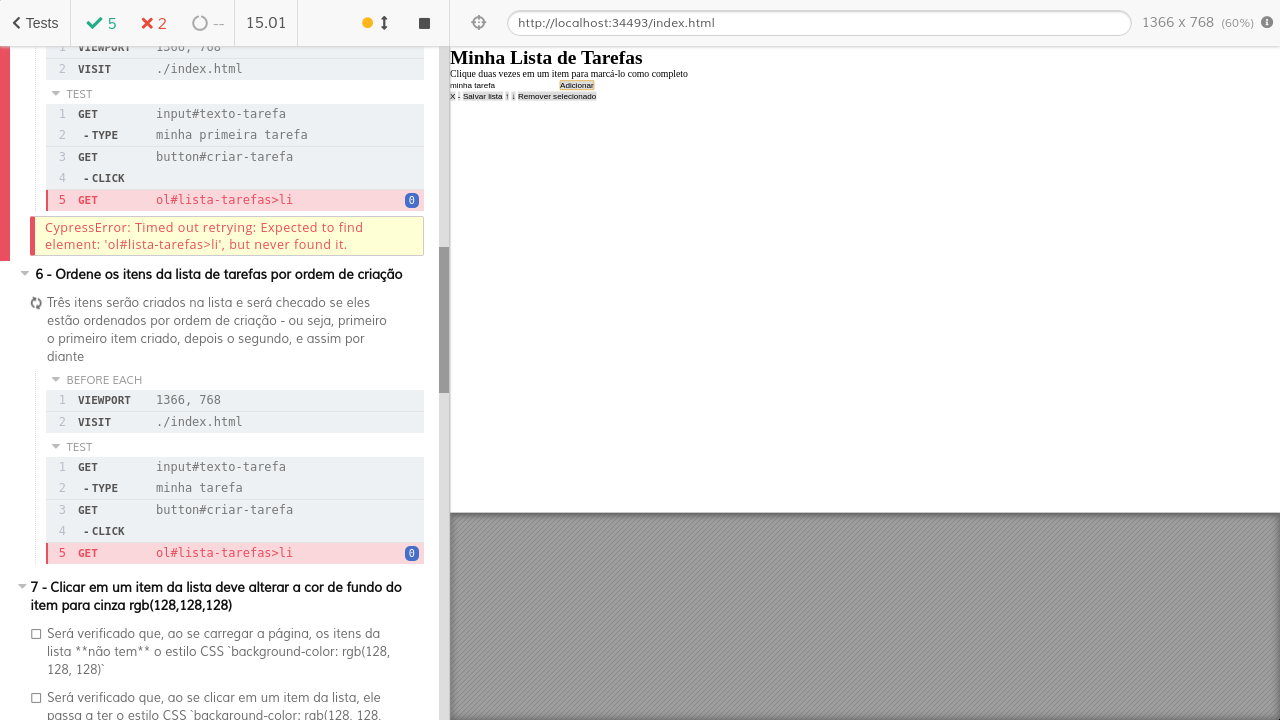 Tests 5 2 -- 15.01
1 VIEWPORT 1366, 768
2 VISIT ./index.html
TEST
1 GET input#texto-tarefa
2 -TYPE minha primeira tarefa
3 GET button#criar-tarefa
4 -CLICK
5 GET ol#lista-tarefas>li 0
CypressError: Timed out retrying: Expected to find
element: 'ol#lista-tarefas>li', but never found it.
6 - Ordene os itens da lista de tarefas por ordem de criação
Três itens serão criados na lista e será checado se eles
estão ordenados por ordem de criação - ou seja, primeiro
o primeiro item criado, depois o segundo, e assim por
diante
BEFORE EACH
1 VIEWPORT 1366, 768
2 VISIT ./index.html
TEST
1 GET input#texto-tarefa
2 -TYPE minha tarefa
3 GET button#criar-tarefa
4 -CLICK
5 GET ol#lista-tarefas>li 0
7 - Clicar em um item da lista deve alterar a cor de fundo do
item para cinza rgb(128,128,128)
Será verificado que, ao se carregar a página, os itens da
lista **não tem** o estilo CSS `background-color: rgb(128,
128, 128)`
Será verificado que, ao se clicar em um item da lista, ele
passa a ter o estilo CSS `background-color: rgb(128, 128,
http://localhost:34493/index.html 1366 x 768 (60%)
Minha Lista de Tarefas
Clique duas vezes em um item para marcá-lo como completo
minha tarefa Adicionar
X - Salvar lista ↑ ↓ Remover selecionado